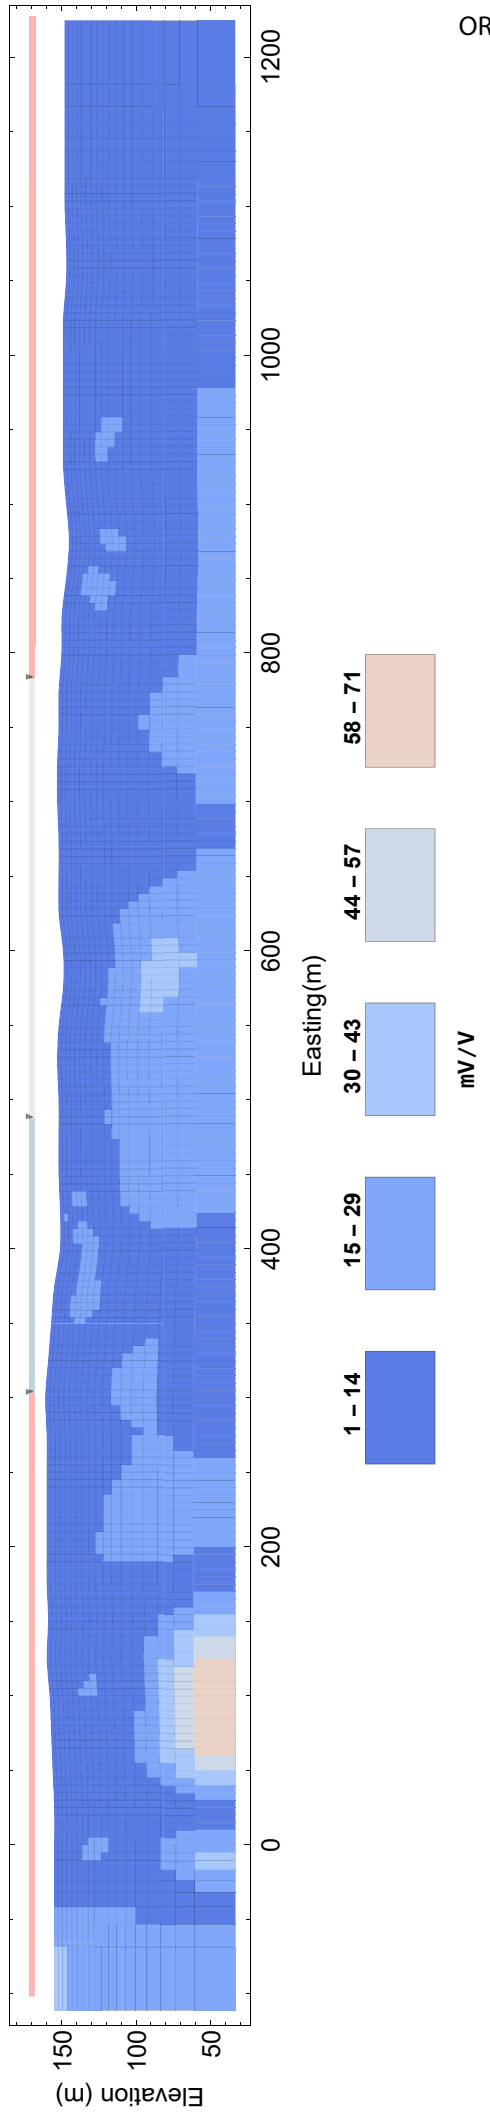 OR
Elevation (m)
150
100
50
0
200
400
600
800
1000
1200
Easting(m)
1 – 14
15 – 29
30 – 43
44 – 57
58 – 71
mV/V